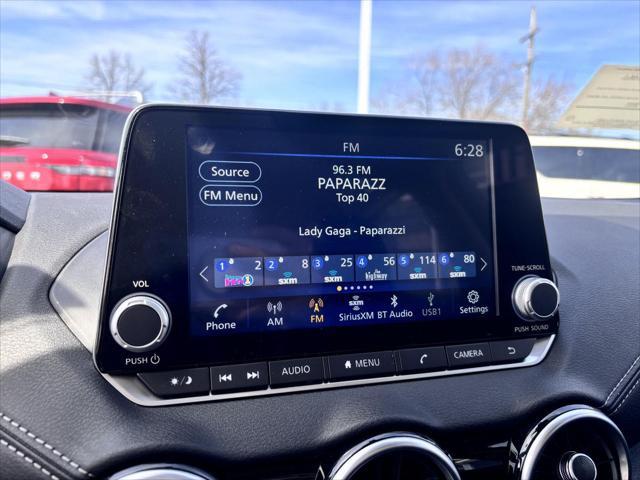 FM
6:28
Source
FM Menu
96.3 FM
PAPARAZZ
Top 40
Lady Gaga - Paparazzi
1 2
2 8 sxm
3 25 sxm
4 56 highway
5 114 sxm
6 80 sxm
Phone
AM
FM
sxm
SiriusXM
BT Audio
USB1
Settings
VOL
PUSH
TUNE·SCROLL
PUSH SOUND
AUDIO
MENU
CAMERA